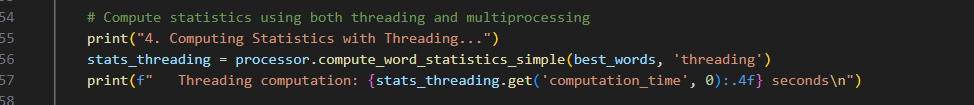 54 # Compute statistics using both threading and multiprocessing
55 print("4. Computing Statistics with Threading...")
56 stats_threading = processor.compute_word_statistics_simple(best_words, 'threading')
57 print(f"   Threading computation: {stats_threading.get('computation_time', 0):.4f} seconds\n")
58